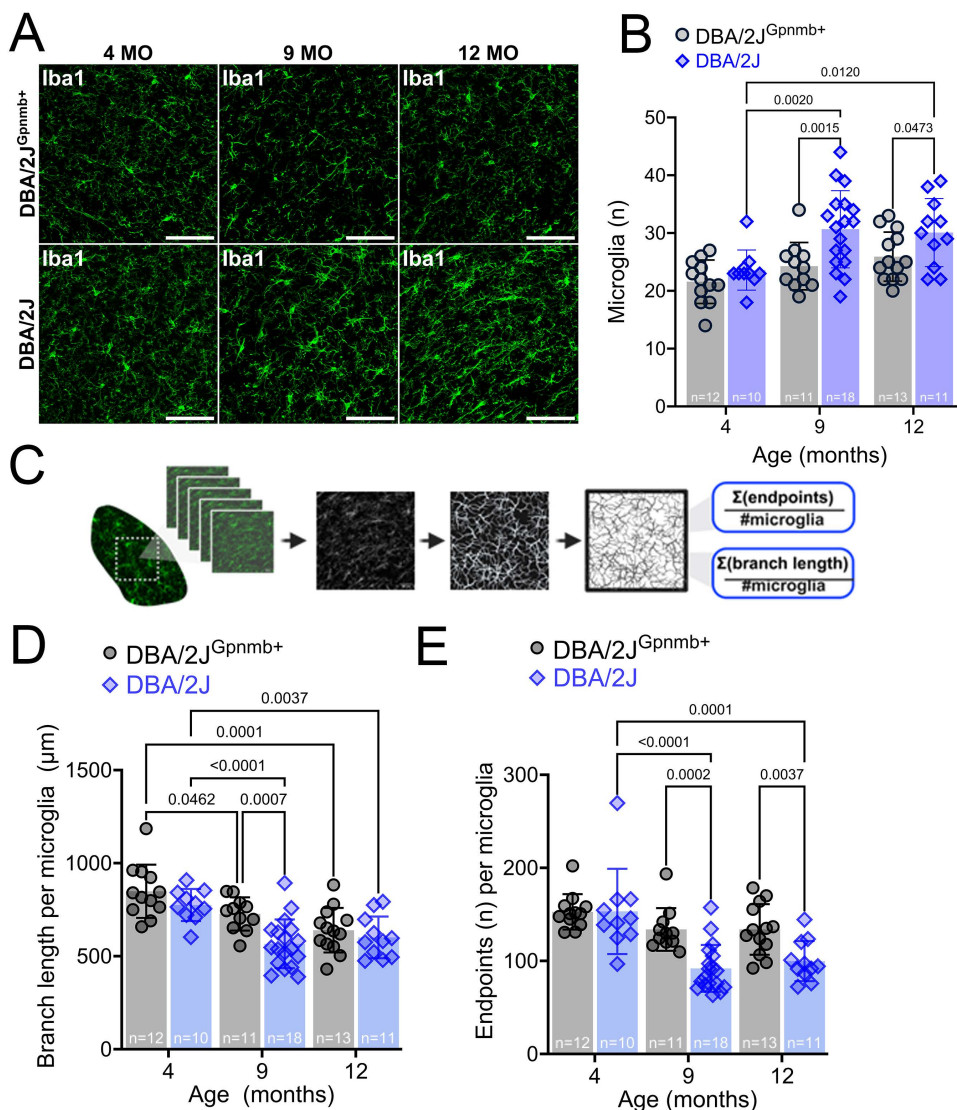 A
4 MO 9 MO 12 MO
DBA/2J^Gpnmb+
Iba1 Iba1 Iba1
DBA/2J
Iba1 Iba1 Iba1
B
DBA/2J^Gpnmb+
DBA/2J
0.0120
0.0020
0.0015 0.0473
Microglia (n)
50
40
30
20
10
0
n=12 n=10 n=11 n=18 n=13 n=11
4 9 12
Age (months)
C
Σ(endpoints)
#microglia
Σ(branch length)
#microglia
D
DBA/2J^Gpnmb+
DBA/2J
0.0037
0.0001
<0.0001
0.0462 0.0007
Branch length per microglia (µm)
1500
1000
500
0
n=12 n=10 n=11 n=18 n=13 n=11
4 9 12
Age (months)
E
DBA/2J^Gpnmb+
DBA/2J
0.0001
<0.0001
0.0002 0.0037
Endpoints (n) per microglia
300
200
100
0
n=12 n=10 n=11 n=18 n=13 n=11
4 9 12
Age (months)